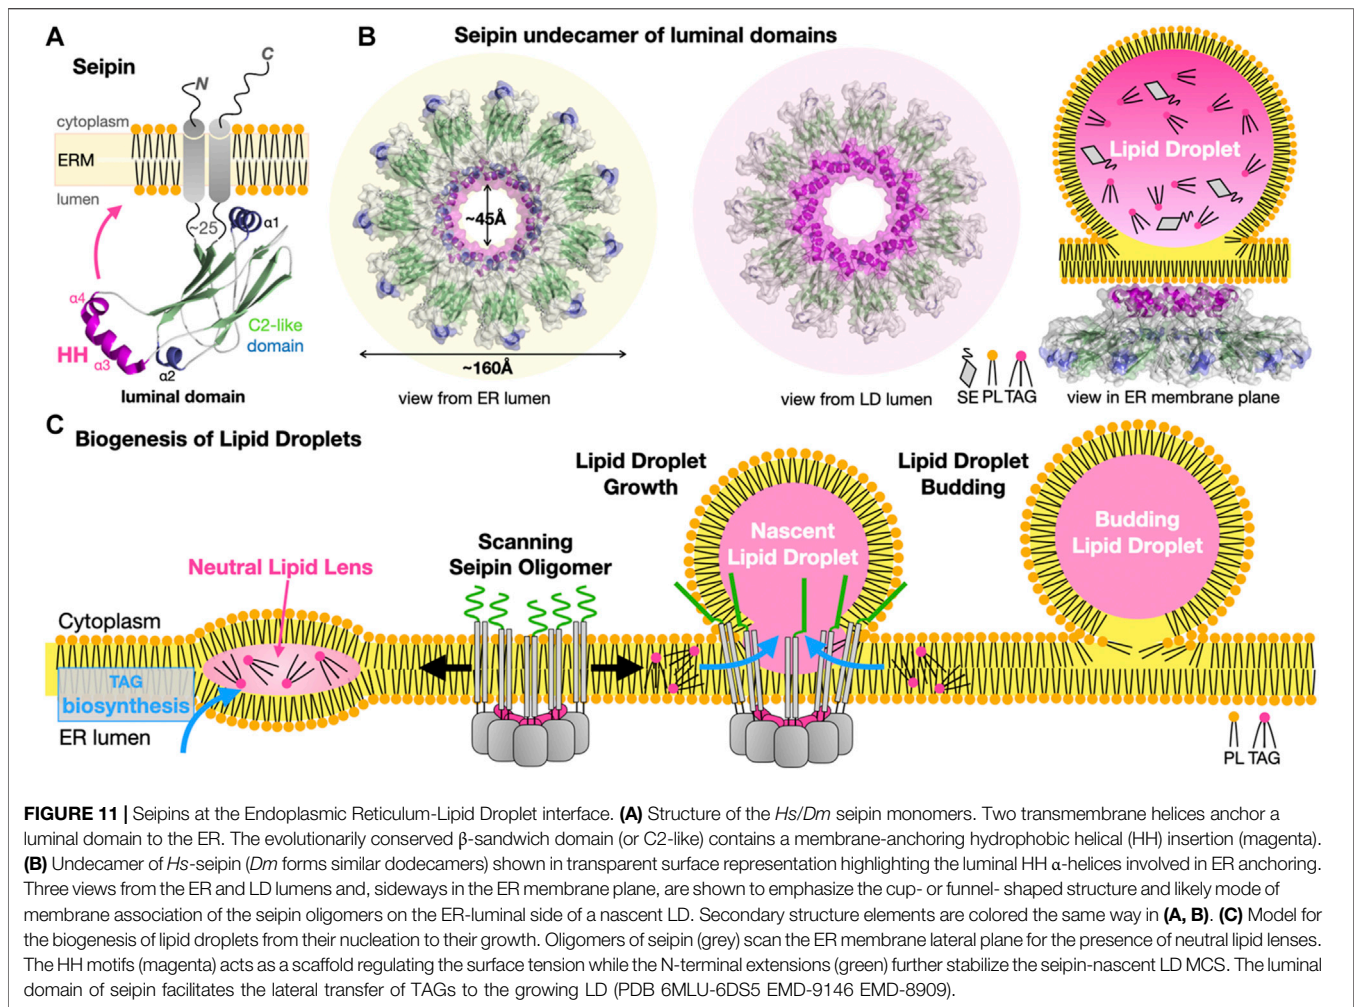 A
Seipin
N
C
cytoplasm
ERM
lumen
~25
α1
α4
HH
α3
α2
C2-like
domain
luminal domain
B
Seipin undecamer of luminal domains
~45Å
~160Å
view from ER lumen
view from LD lumen
SE PL TAG
Lipid Droplet
view in ER membrane plane
C
Biogenesis of Lipid Droplets
Neutral Lipid Lens
Cytoplasm
TAG
biosynthesis
ER lumen
Scanning
Seipin Oligomer
Lipid Droplet
Growth
Nascent
Lipid Droplet
Lipid Droplet
Budding
Budding
Lipid Droplet
PL TAG
FIGURE 11 | Seipins at the Endoplasmic Reticulum-Lipid Droplet interface. (A) Structure of the Hs/Dm seipin monomers. Two transmembrane helices anchor a
luminal domain to the ER. The evolutionarily conserved β-sandwich domain (or C2-like) contains a membrane-anchoring hydrophobic helical (HH) insertion (magenta).
(B) Undecamer of Hs-seipin (Dm forms similar dodecamers) shown in transparent surface representation highlighting the luminal HH α-helices involved in ER anchoring.
Three views from the ER and LD lumens and, sideways in the ER membrane plane, are shown to emphasize the cup- or funnel- shaped structure and likely mode of
membrane association of the seipin oligomers on the ER-luminal side of a nascent LD. Secondary structure elements are colored the same way in (A, B). (C) Model for
the biogenesis of lipid droplets from their nucleation to their growth. Oligomers of seipin (grey) scan the ER membrane lateral plane for the presence of neutral lipid lenses.
The HH motifs (magenta) acts as a scaffold regulating the surface tension while the N-terminal extensions (green) further stabilize the seipin-nascent LD MCS. The luminal
domain of seipin facilitates the lateral transfer of TAGs to the growing LD (PDB 6MLU-6DS5 EMD-9146 EMD-8909).